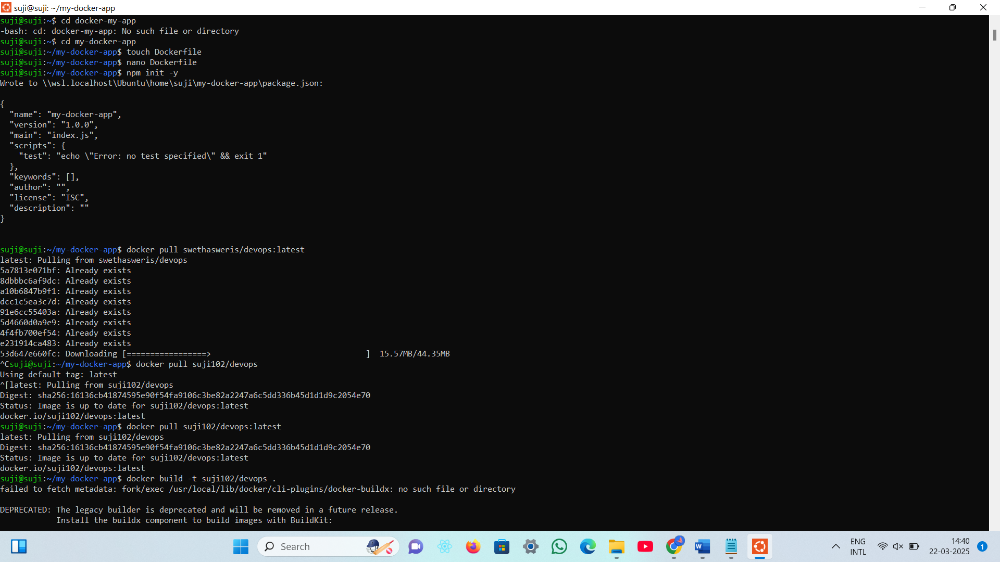 suji@suji: ~/my-docker-app
suji@suji:~$ cd docker-my-app
-bash: cd: docker-my-app: No such file or directory
suji@suji:~$ cd my-docker-app
suji@suji:~/my-docker-app$ touch Dockerfile
suji@suji:~/my-docker-app$ nano Dockerfile
suji@suji:~/my-docker-app$ npm init -y
Wrote to \\wsl.localhost\Ubuntu\home\suji\my-docker-app\package.json:
{
  "name": "my-docker-app",
  "version": "1.0.0",
  "main": "index.js",
  "scripts": {
    "test": "echo \"Error: no test specified\" && exit 1"
  },
  "keywords": [],
  "author": "",
  "license": "ISC",
  "description": ""
}
suji@suji:~/my-docker-app$ docker pull swethasweris/devops:latest
latest: Pulling from swethasweris/devops
5a7813e071bf: Already exists
8dbbbc6af9dc: Already exists
a10b6847b9f1: Already exists
dcc1c5ea3c7d: Already exists
91e6cc55403a: Already exists
5d4660d0a9e9: Already exists
4f4fb700ef54: Already exists
e231914ca483: Already exists
53d647e660fc: Downloading [=================>                                 ]  15.57MB/44.35MB
^Csuji@suji:~/my-docker-app$ docker pull suji102/devops
Using default tag: latest
^[latest: Pulling from suji102/devops
Digest: sha256:16136cb41874595e90f54fa9106c3be82a2247a6c5dd336b45d1d1d9c2054e70
Status: Image is up to date for suji102/devops:latest
docker.io/suji102/devops:latest
suji@suji:~/my-docker-app$ docker pull suji102/devops:latest
latest: Pulling from suji102/devops
Digest: sha256:16136cb41874595e90f54fa9106c3be82a2247a6c5dd336b45d1d1d9c2054e70
Status: Image is up to date for suji102/devops:latest
docker.io/suji102/devops:latest
suji@suji:~/my-docker-app$ docker build -t suji102/devops .
failed to fetch metadata: fork/exec /usr/local/lib/docker/cli-plugins/docker-buildx: no such file or directory
DEPRECATED: The legacy builder is deprecated and will be removed in a future release.
            Install the buildx component to build images with BuildKit:
Search
W
ENG
INTL
14:40
22-03-2025
1